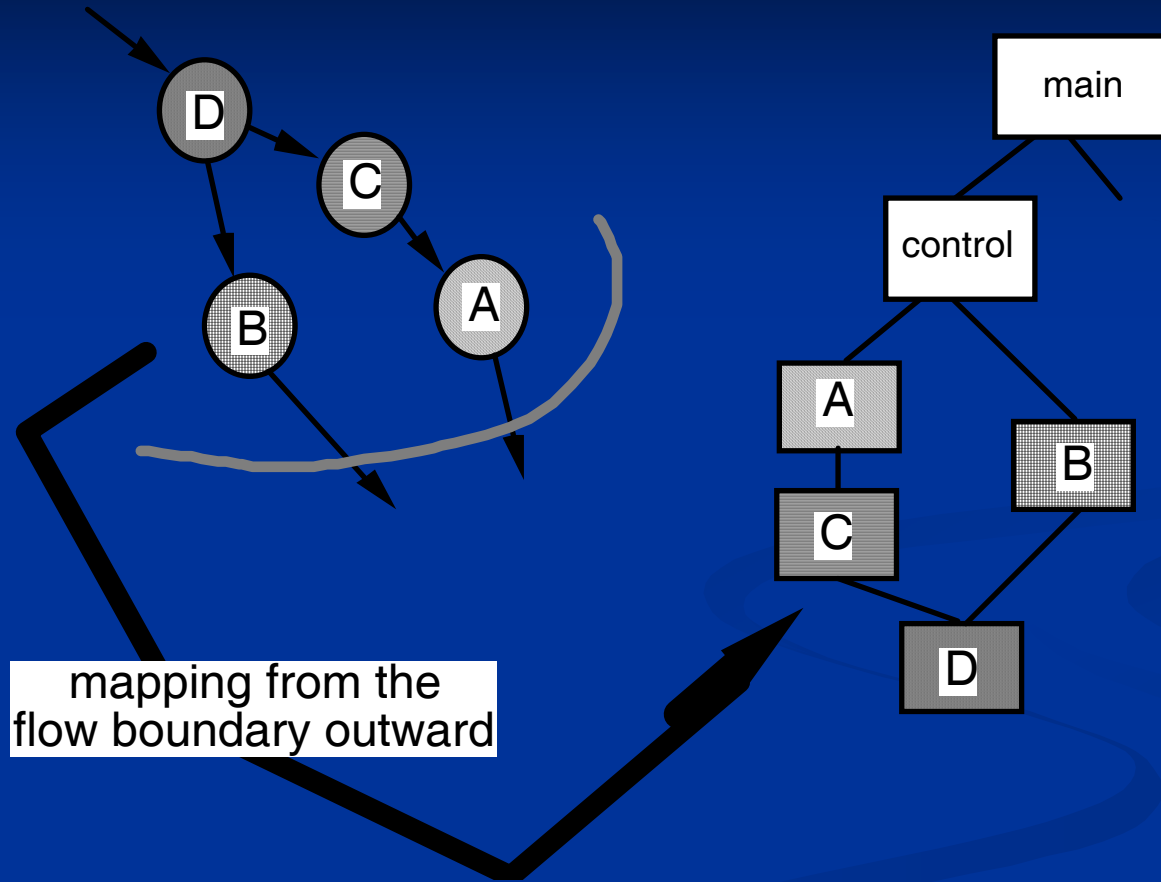 D
C
B
A
mapping from the
flow boundary outward
main
control
A
B
C
D